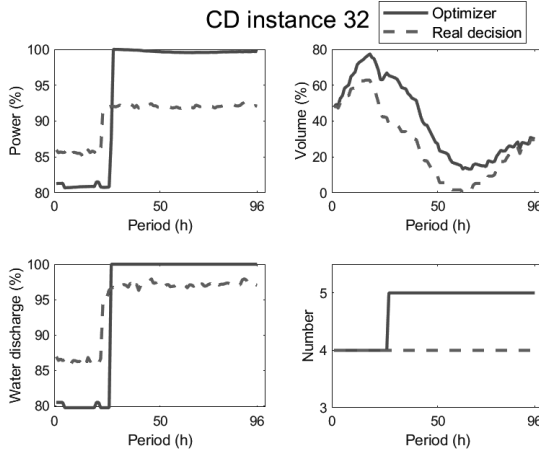 CD instance 32
Optimizer
Real decision
100
95
90
85
80
Power (%)
0
50
96
Period (h)
80
60
40
20
0
Volume (%)
0
50
96
Period (h)
100
95
90
85
80
Water discharge (%)
0
50
96
Period (h)
5
4
3
Number
0
50
96
Period (h)